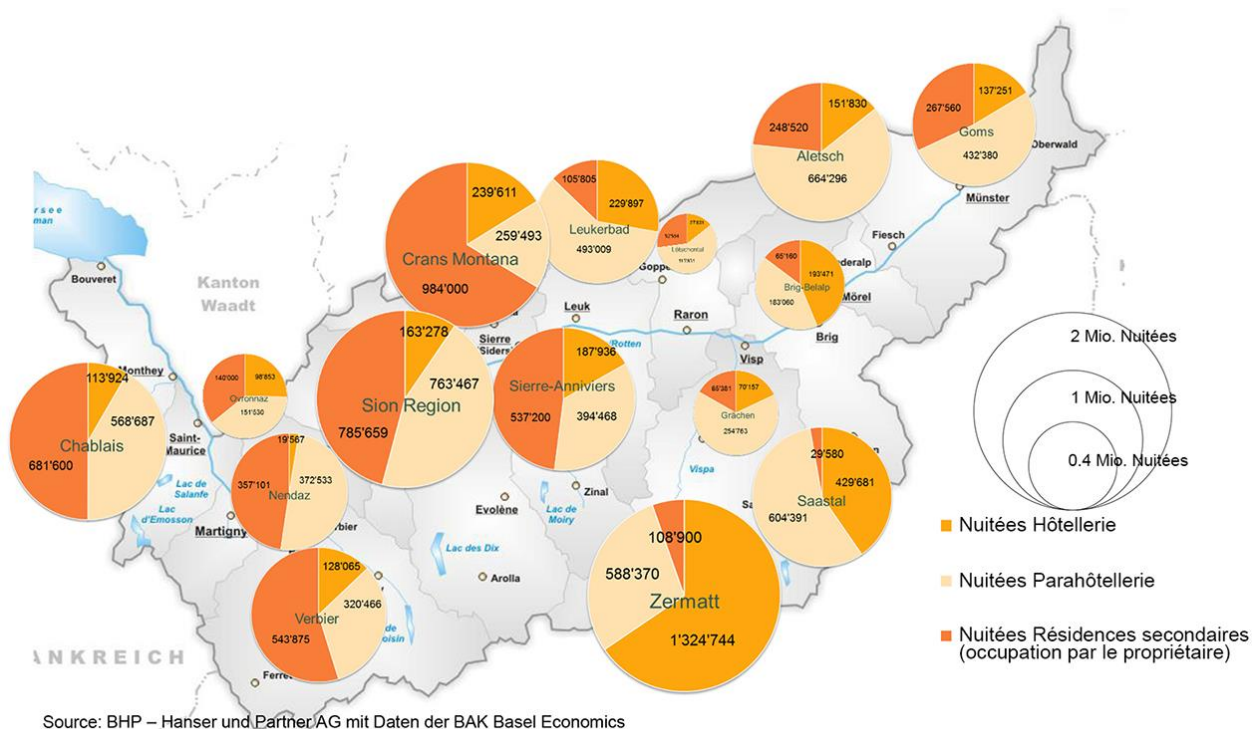 151'830
248'520
Aletsch
664'296
137'251
267'560
Goms
432'380
Oberwald
Münster
Fiesch
Mörel
239'611
259'493
Crans Montana
984'000
105'805
229'897
Leukerbad
493'009
Lötschental
65'160
193'471
Brig-Belalp
183'060
Brig
Kanton
Waadt
Bouveret
Leuk
Raron
Visp
Sierre
/Rotten
Monthey
Saint-
Maurice
113'924
568'687
Chablais
681'600
140'000
98'853
Ovronnaz
151'530
163'278
763'467
Sion Region
785'659
187'936
Sierre-Anniviers
394'468
537'200
70'157
Grächen
254'763
19'567
372'533
357'101
Nendaz
Lac de
Salanfe
Lac
d'Emosson
Martigny
Evolène
Zinal
Lac de
Moiry
Vispa
Lac des Dix
Arolla
29'580
429'681
Saastal
604'391
128'065
320'466
Verbier
543'875
108'900
588'370
Zermatt
1'324'744
ANKREICH
2 Mio. Nuitées
1 Mio. Nuitées
0.4 Mio. Nuitées
Nuitées Hôtellerie
Nuitées Parahôtellerie
Nuitées Résidences secondaires
(occupation par le propriétaire)
Source: BHP – Hanser und Partner AG mit Daten der BAK Basel Economics